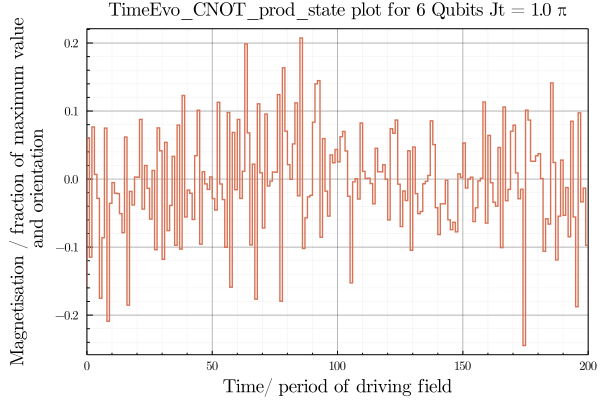 TimeEvo_CNOT_prod_state plot for 6 Qubits Jt = 1.0 π
Magnetisation / fraction of maximum value
and orientation
0.2
0.1
0.0
−0.1
−0.2
0
50
100
150
200
Time/ period of driving field